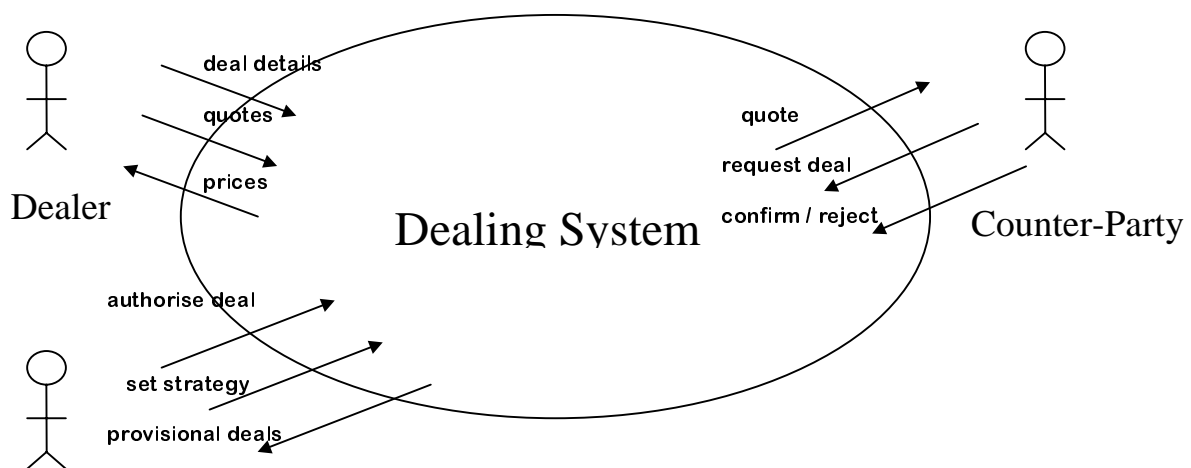 deal details
quotes
prices
Dealer
Dealing System
quote
request deal
confirm / reject
Counter-Party
authorise deal
set strategy
provisional deals